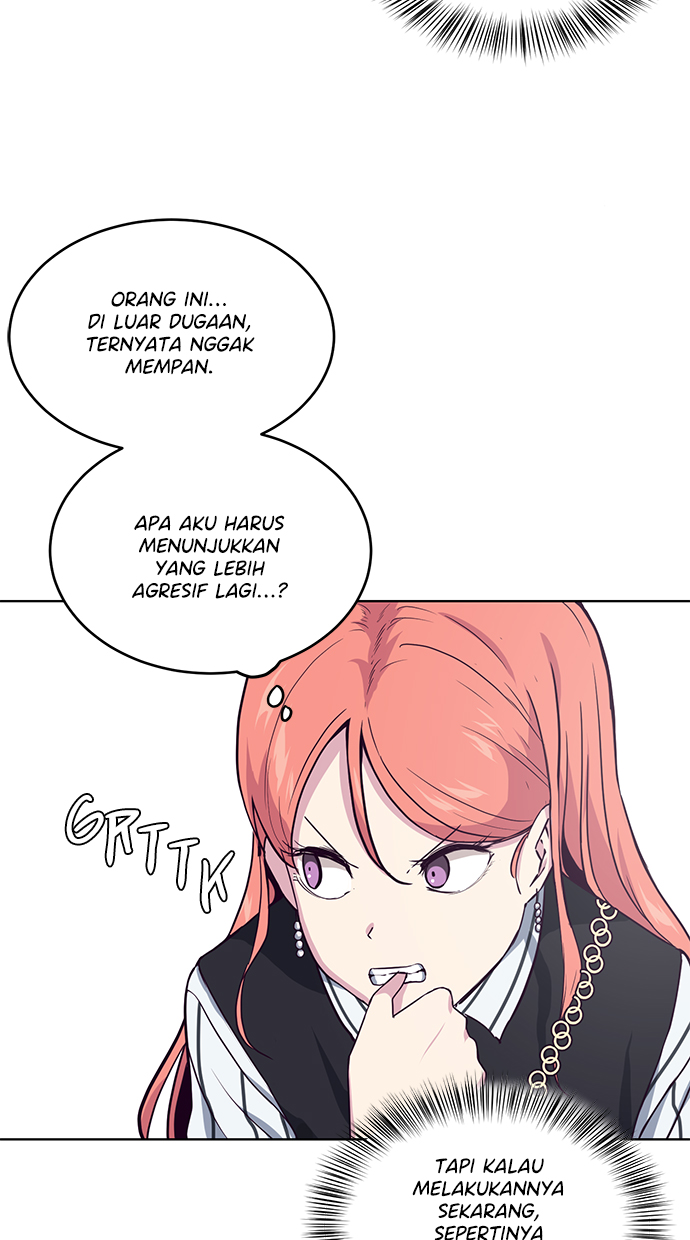 ORANG INI...
DI LUAR DUGAAN,
TERNYATA NGGAK
MEMPAN.
APA AKU HARUS
MENUNJUKKAN
YANG LEBIH
AGRESIF LAGI...?
GRTTK
TAPI KALAU
MELAKUKANNYA
SEKARANG,
SEPERTINYA